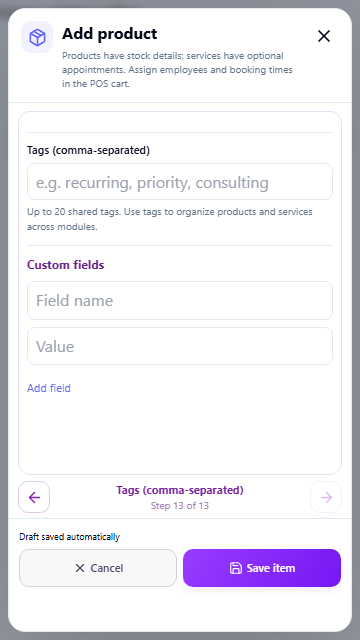 Add product
Products have stock details; services have optional
appointments. Assign employees and booking times
in the POS cart.
Tags (comma-separated)
e.g. recurring, priority, consulting
Up to 20 shared tags. Use tags to organize products and services
across modules.
Custom fields
Field name
Value
Add field
Tags (comma-separated)
Step 13 of 13
Draft saved automatically
Cancel
Save item